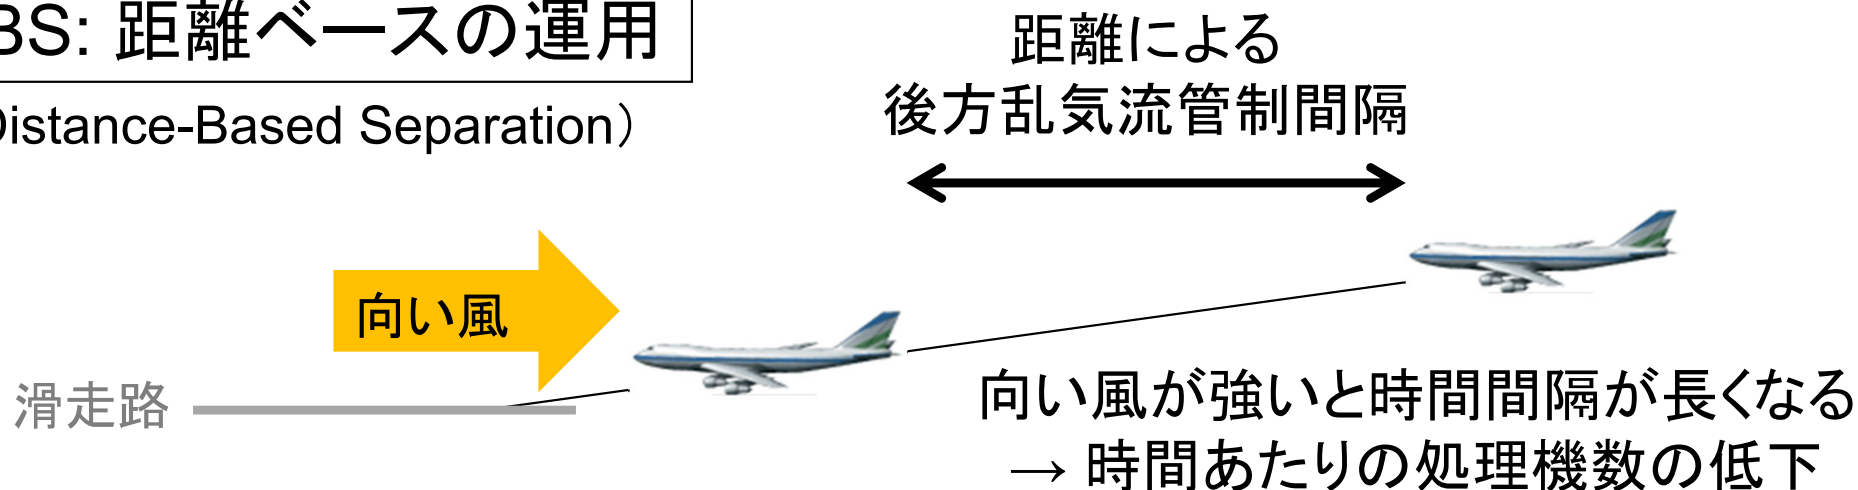 BS: 距離ベースの運用
Distance-Based Separation）
距離による
後方乱気流管制間隔
向い風
滑走路
向い風が強いと時間間隔が長くなる
→ 時間あたりの処理機数の低下